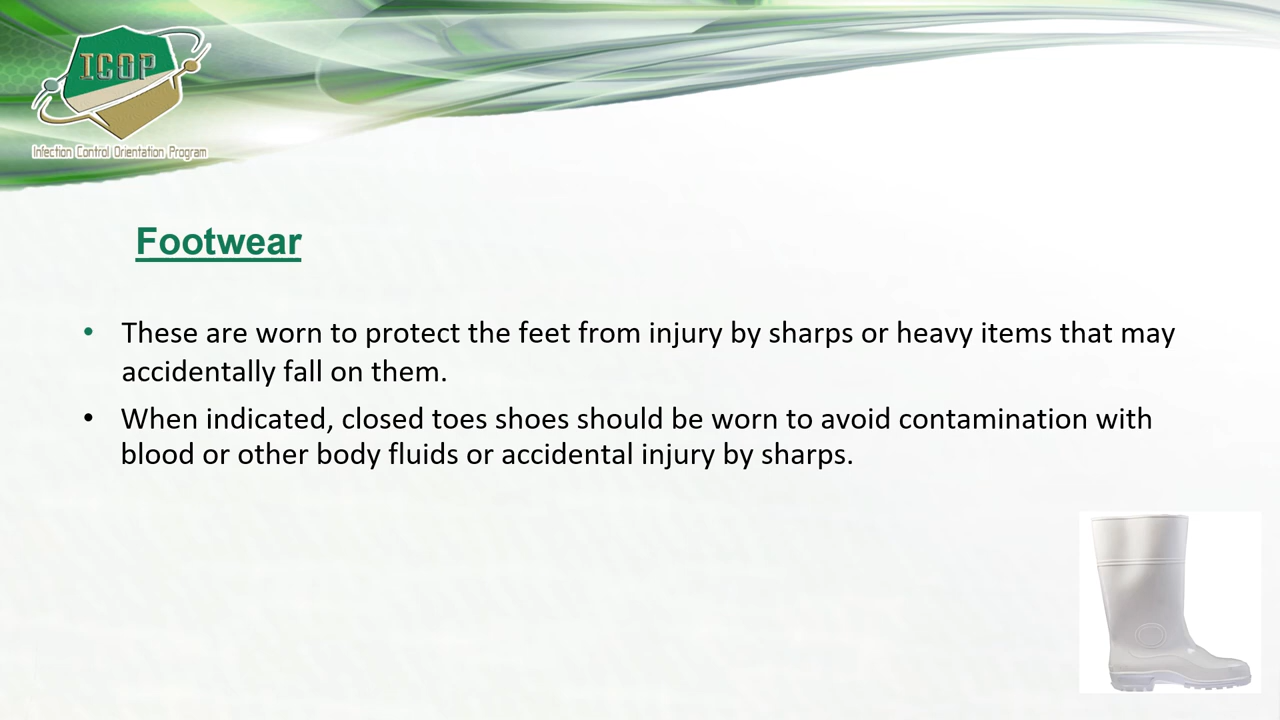 ICOP
Infection Control Orientation Program
Footwear
• These are worn to protect the feet from injury by sharps or heavy items that may
accidentally fall on them.
• When indicated, closed toes shoes should be worn to avoid contamination with
blood or other body fluids or accidental injury by sharps.